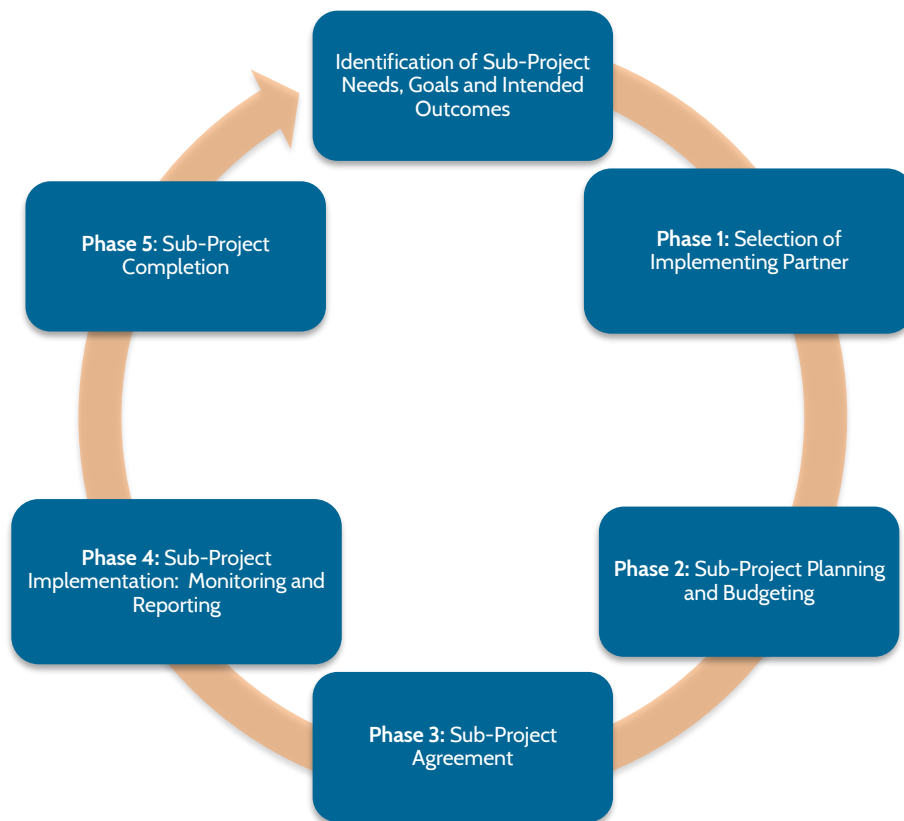 Identification of Sub-Project
Needs, Goals and Intended
Outcomes
Phase 1: Selection of
Implementing Partner
Phase 2: Sub-Project Planning
and Budgeting
Phase 3: Sub-Project
Agreement
Phase 4: Sub-Project
Implementation: Monitoring and
Reporting
Phase 5: Sub-Project
Completion